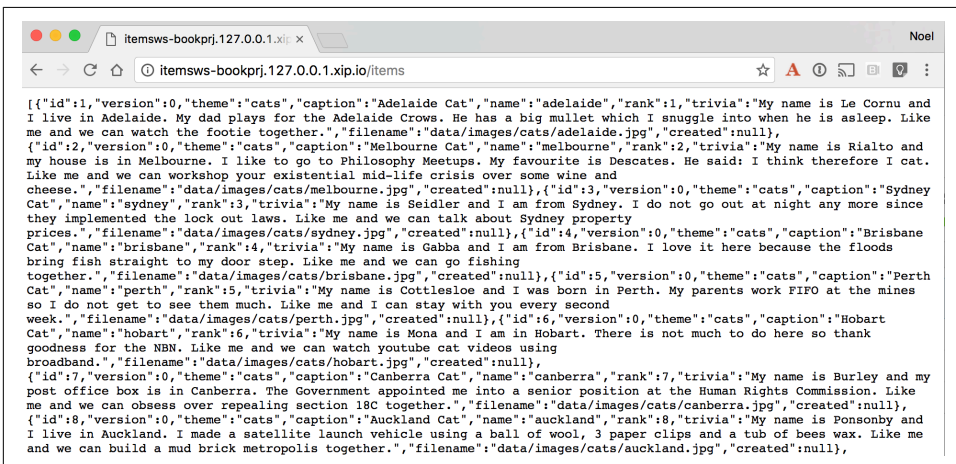 itemsws-bookprj.127.0.0.1.xip
Noel
itemsws-bookprj.127.0.0.1.xip.io/items
[{"id":1,"version":0,"theme":"cats","caption":"Adelaide Cat","name":"adelaide","rank":1,"trivia":"My name is Le Cornu and
I live in Adelaide. My dad plays for the Adelaide Crows. He has a big mullet which I snuggle into when he is asleep. Like
me and we can watch the footie together.","filename":"data/images/cats/adelaide.jpg","created":null},
{"id":2,"version":0,"theme":"cats","caption":"Melbourne Cat","name":"melbourne","rank":2,"trivia":"My name is Rialto and
my house is in Melbourne. I like to go to Philosophy Meetups. My favourite is Descates. He said: I think therefore I cat.
Like me and we can workshop your existential mid-life crisis over some wine and
cheese.","filename":"data/images/cats/melbourne.jpg","created":null},{"id":3,"version":0,"theme":"cats","caption":"Sydney
Cat","name":"sydney","rank":3,"trivia":"My name is Seidler and I am from Sydney. I do not go out at night any more since
they implemented the lock out laws. Like me and we can talk about Sydney property
prices.","filename":"data/images/cats/sydney.jpg","created":null},{"id":4,"version":0,"theme":"cats","caption":"Brisbane
Cat","name":"brisbane","rank":4,"trivia":"My name is Gabba and I am from Brisbane. I love it here because the floods
bring fish straight to my door step. Like me and we can go fishing
together.","filename":"data/images/cats/brisbane.jpg","created":null},{"id":5,"version":0,"theme":"cats","caption":"Perth
Cat","name":"perth","rank":5,"trivia":"My name is Cottlesloe and I was born in Perth. My parents work FIFO at the mines
so I do not get to see them much. Like me and I can stay with you every second
week.","filename":"data/images/cats/perth.jpg","created":null},{"id":6,"version":0,"theme":"cats","caption":"Hobart
Cat","name":"hobart","rank":6,"trivia":"My name is Mona and I am in Hobart. There is not much to do here so thank
goodness for the NBN. Like me and we can watch youtube cat videos using
broadband.","filename":"data/images/cats/hobart.jpg","created":null},
{"id":7,"version":0,"theme":"cats","caption":"Canberra Cat","name":"canberra","rank":7,"trivia":"My name is Burley and my
post office box is in Canberra. The Government appointed me into a senior position at the Human Rights Commission. Like
me and we can obsess over repealing section 18C together.","filename":"data/images/cats/canberra.jpg","created":null},
{"id":8,"version":0,"theme":"cats","caption":"Auckland Cat","name":"auckland","rank":8,"trivia":"My name is Ponsonby and
I live in Auckland. I made a satellite launch vehicle using a ball of wool, 3 paper clips and a tub of bees wax. Like me
and we can build a mud brick metropolis together.","filename":"data/images/cats/auckland.jpg","created":null},